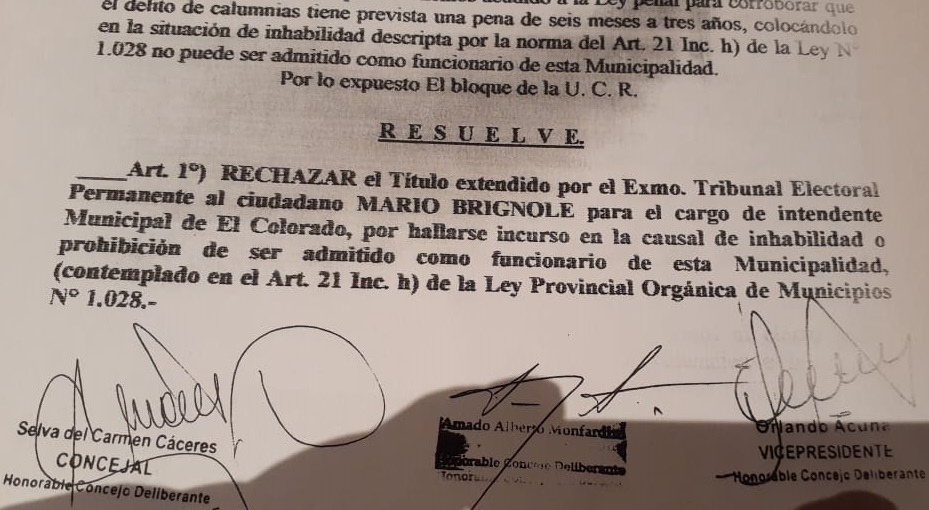 el delito de calumnias tiene prevista una pena de seis meses a tres años, colocándolo
en la situación de inhabilidad descripta por la norma del Art. 21 Inc. h) de la Ley Nº
1.028 no puede ser admitido como funcionario de esta Municipalidad.
Por lo expuesto El bloque de la U. C. R.
R E S U E L V E.
____Art. 1º) RECHAZAR el Título extendido por el Exmo. Tribunal Electoral
Permanente al ciudadano MARIO BRIGNOLE para el cargo de intendente
Municipal de El Colorado, por hallarse incurso en la causal de inhabilidad o
prohibición de ser admitido como funcionario de esta Municipalidad,
(contemplado en el Art. 21 Inc. h) de la Ley Provincial Orgánica de Municipios
Nº 1.028.-
Selva del Carmen Cáceres
CONCEJAL
Honorable Concejo Deliberante
Amado Alberto Monfardini
Honorable Concejo Deliberante
Orlando Acuña
VICEPRESIDENTE
Honorable Concejo Deliberante